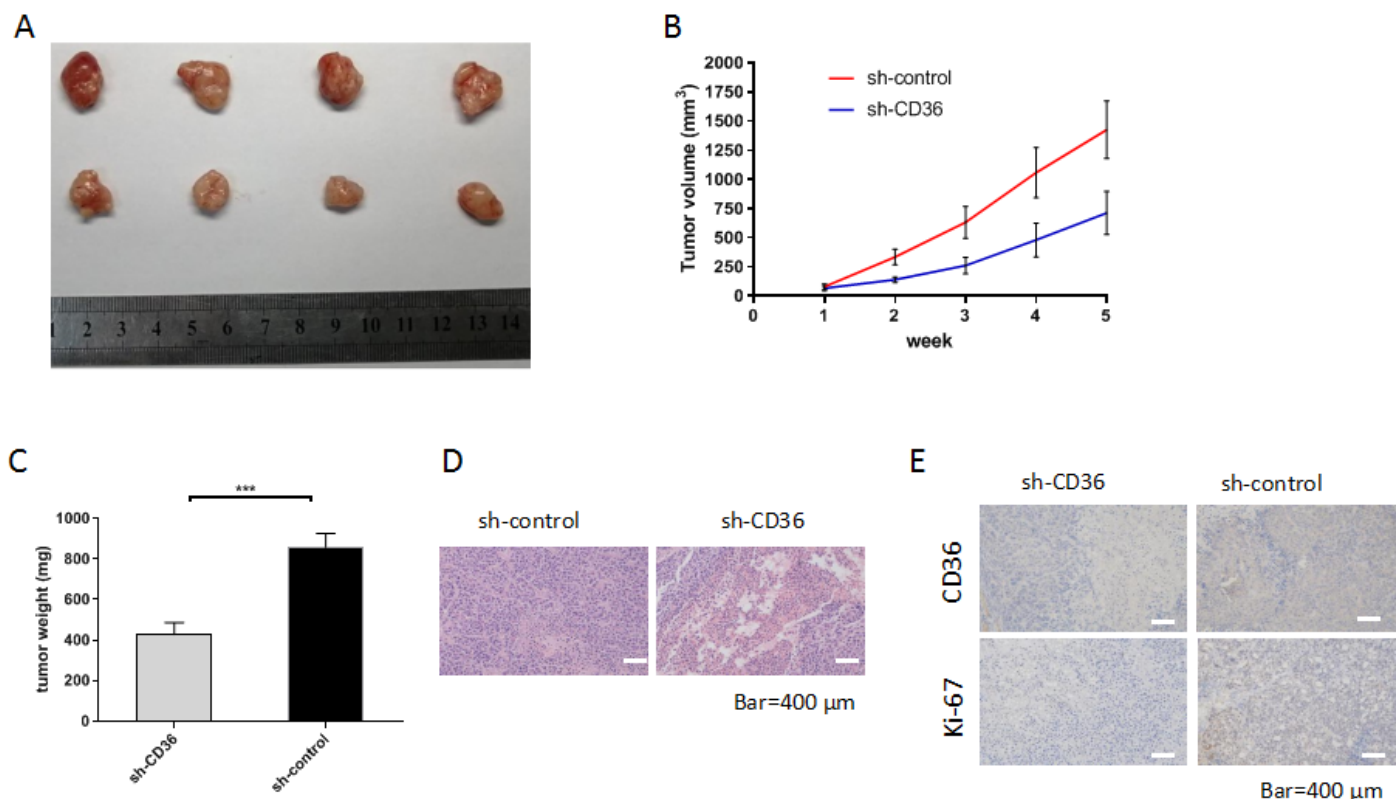 A
1 2 3 4 5 6 7 8 9 10 11 12 13 14
B
2000
1750
1500
1250
1000
750
500
250
0
Tumor volume (mm³)
sh-control
sh-CD36
0 1 2 3 4 5
week
C
***
1000
800
600
400
200
0
tumor weight (mg)
sh-CD36
sh-control
D
sh-control sh-CD36
Bar=400 μm
E
sh-CD36 sh-control
CD36
Ki-67
Bar=400 μm